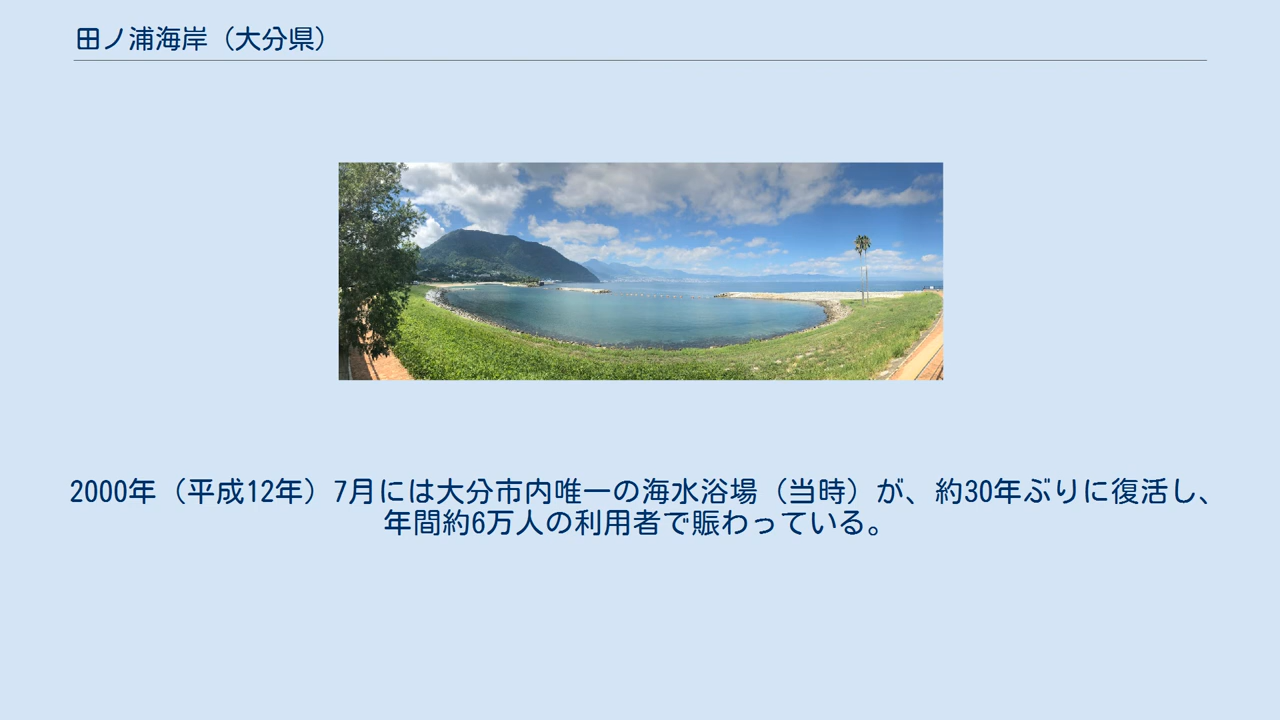 田ノ浦海岸（大分県）
2000年（平成12年）7月には大分市内唯一の海水浴場（当時）が、約30年ぶりに復活し、
年間約6万人の利用者で賑わっている。